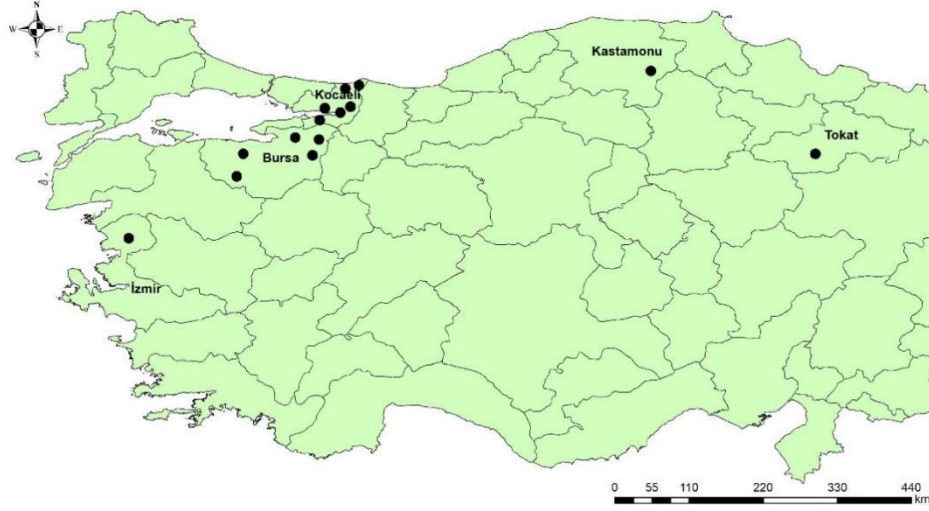 N
W E
S
Kastamonu
Kocaeli
Tokat
Bursa
İzmir
0 55 110 220 330 440
km